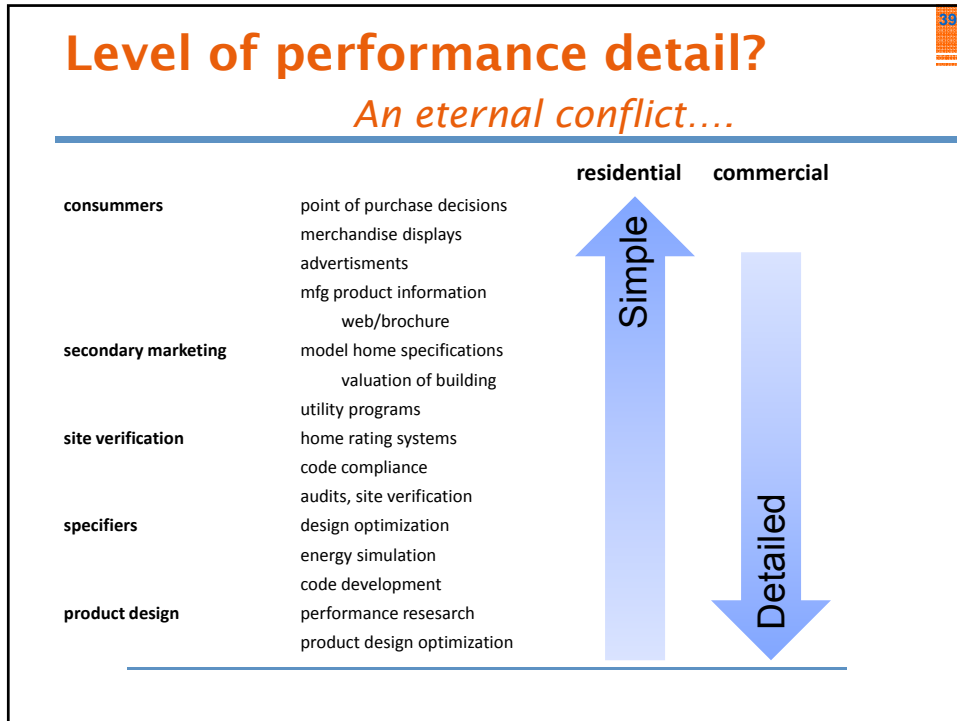 39
Level of performance detail?
An eternal conflict....
residential commercial
consummers point of purchase decisions
merchandise displays
advertisments
mfg product information
web/brochure
secondary marketing model home specifications
valuation of building
utility programs
site verification home rating systems
code compliance
audits, site verification
specifiers design optimization
energy simulation
code development
product design performance resesarch
product design optimization
Simple
Detailed